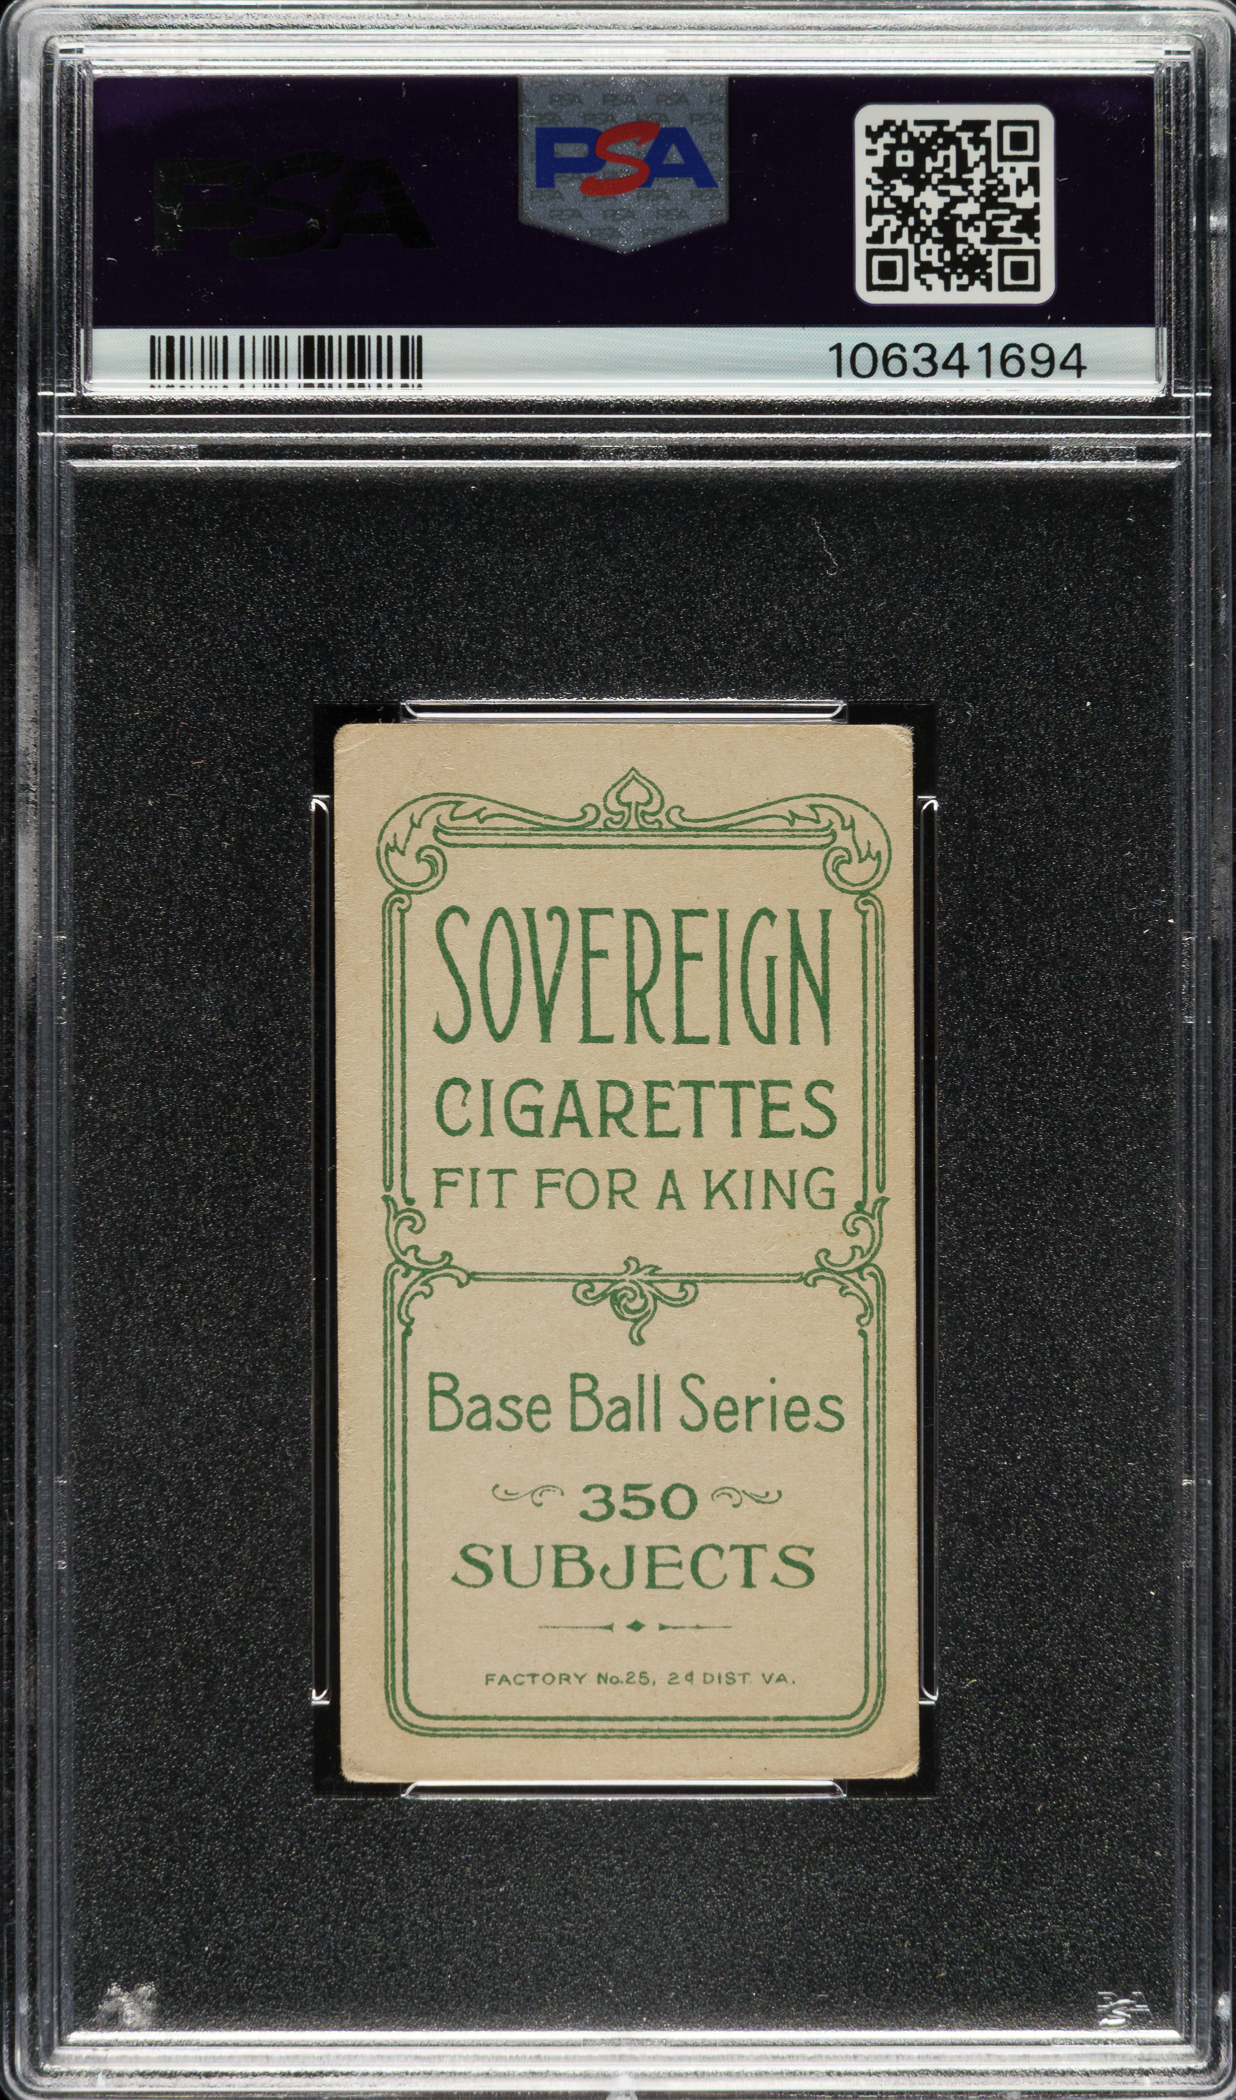 PSA
PSA
106341694
SOVEREIGN
CIGARETTES
FIT FOR A KING
Base Ball Series
350
SUBJECTS
FACTORY No.25, 2d DIST. VA.
PSA